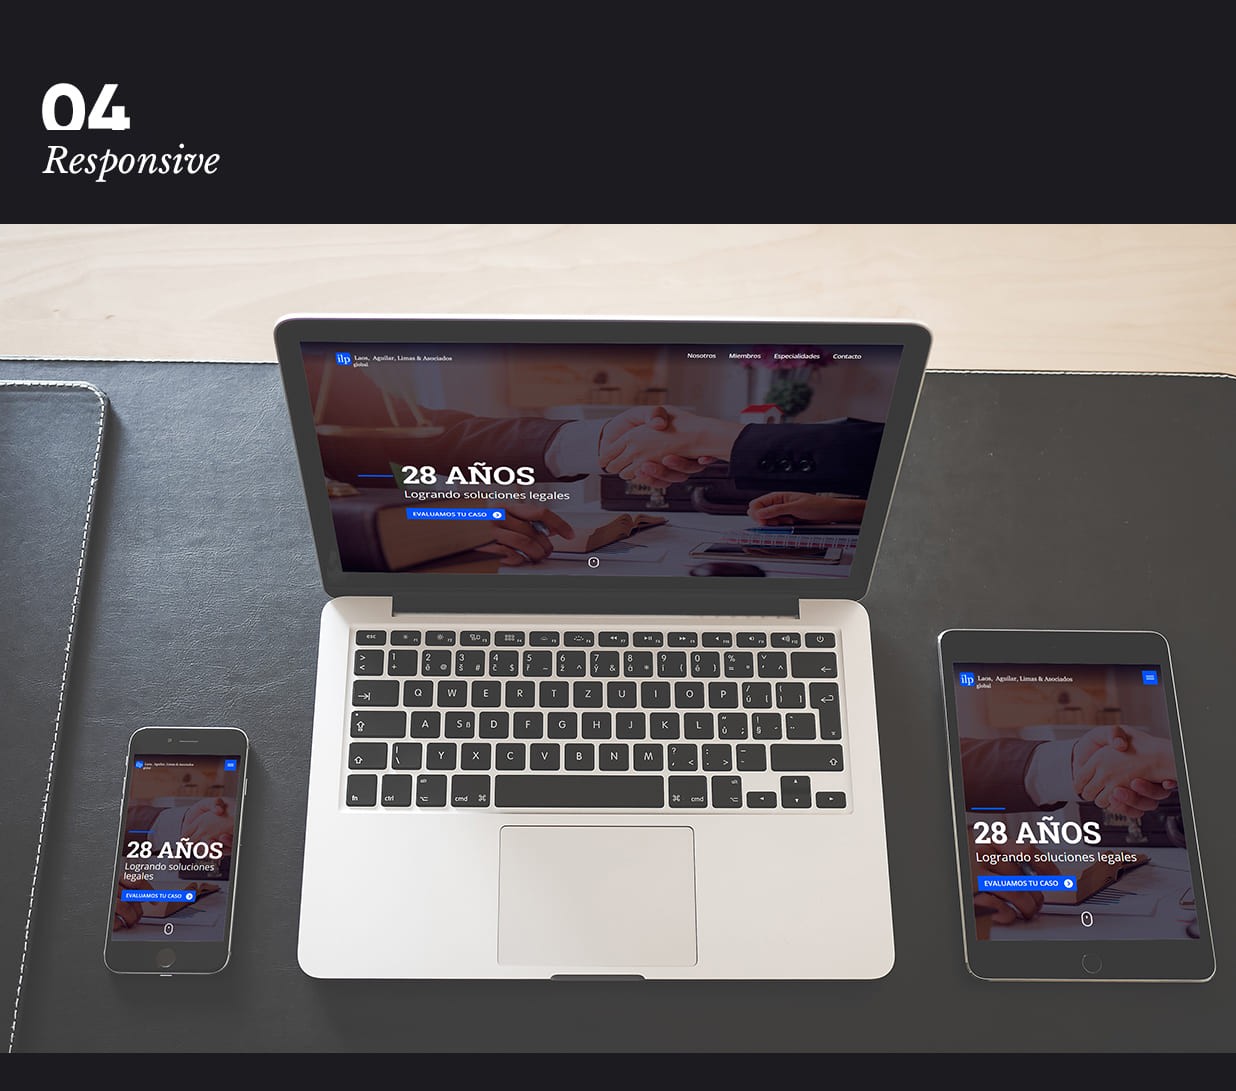 04
Responsive
ilp Laos, Aguilar, Limas & Asociados
global
Nosotros Miembros Especialidades Contacto
28 AÑOS
Logrando soluciones legales
EVALUAMOS TU CASO
esc
Q W E R T Z U I O P
A S D F G H J K L
Y X C V B N M
fn ctrl cmd cmd
ilp Laos, Aguilar, Limas & Asociados
global
28 AÑOS
Logrando soluciones
legales
EVALUAMOS TU CASO
ilp Laos, Aguilar, Limas & Asociados
global
28 AÑOS
Logrando soluciones legales
EVALUAMOS TU CASO